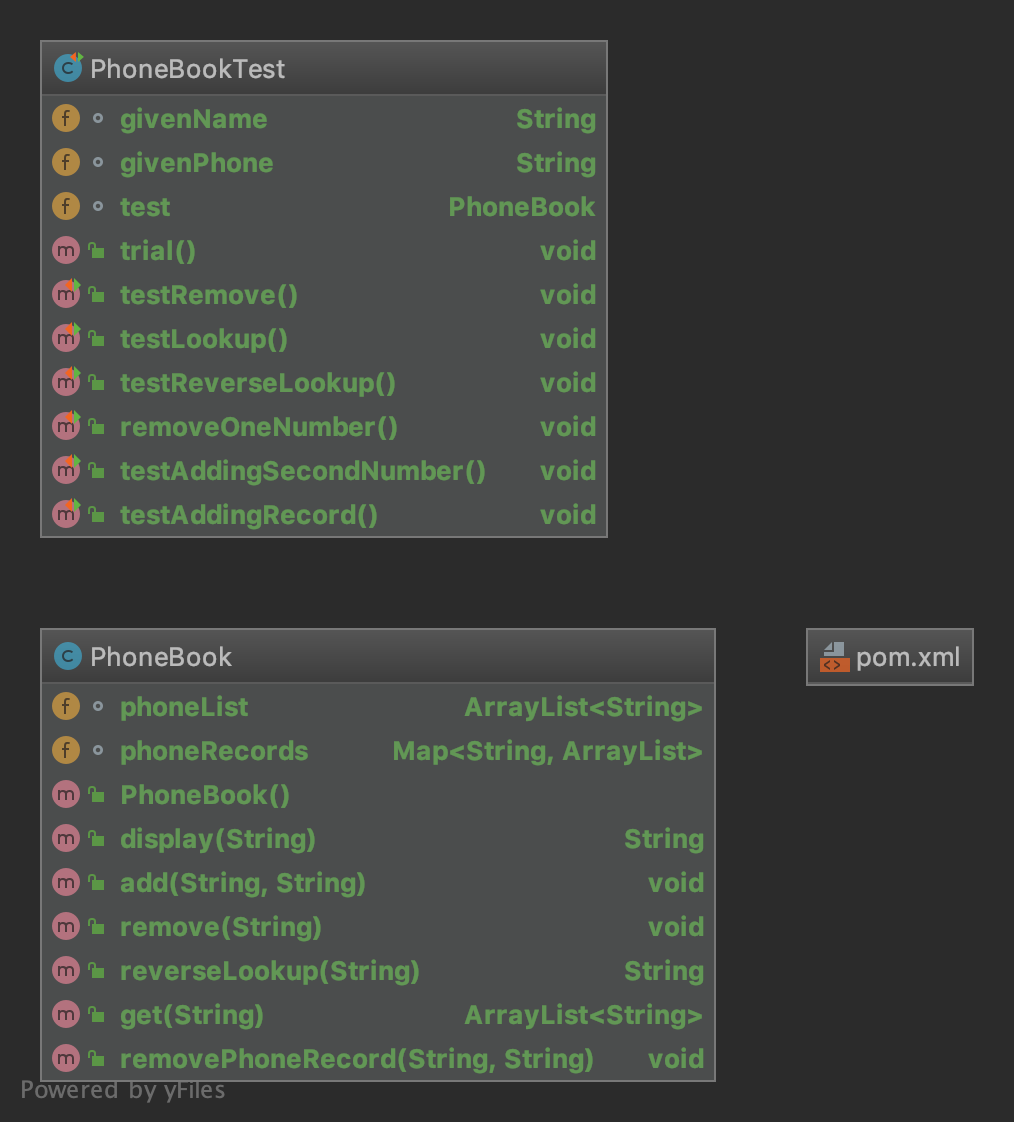 PhoneBookTest
givenName String
givenPhone String
test PhoneBook
trial() void
testRemove() void
testLookup() void
testReverseLookup() void
removeOneNumber() void
testAddingSecondNumber() void
testAddingRecord() void
PhoneBook
phoneList ArrayList<String>
phoneRecords Map<String, ArrayList>
PhoneBook()
display(String) String
add(String, String) void
remove(String) void
reverseLookup(String) String
get(String) ArrayList<String>
removePhoneRecord(String, String) void
pom.xml
Powered by yFiles